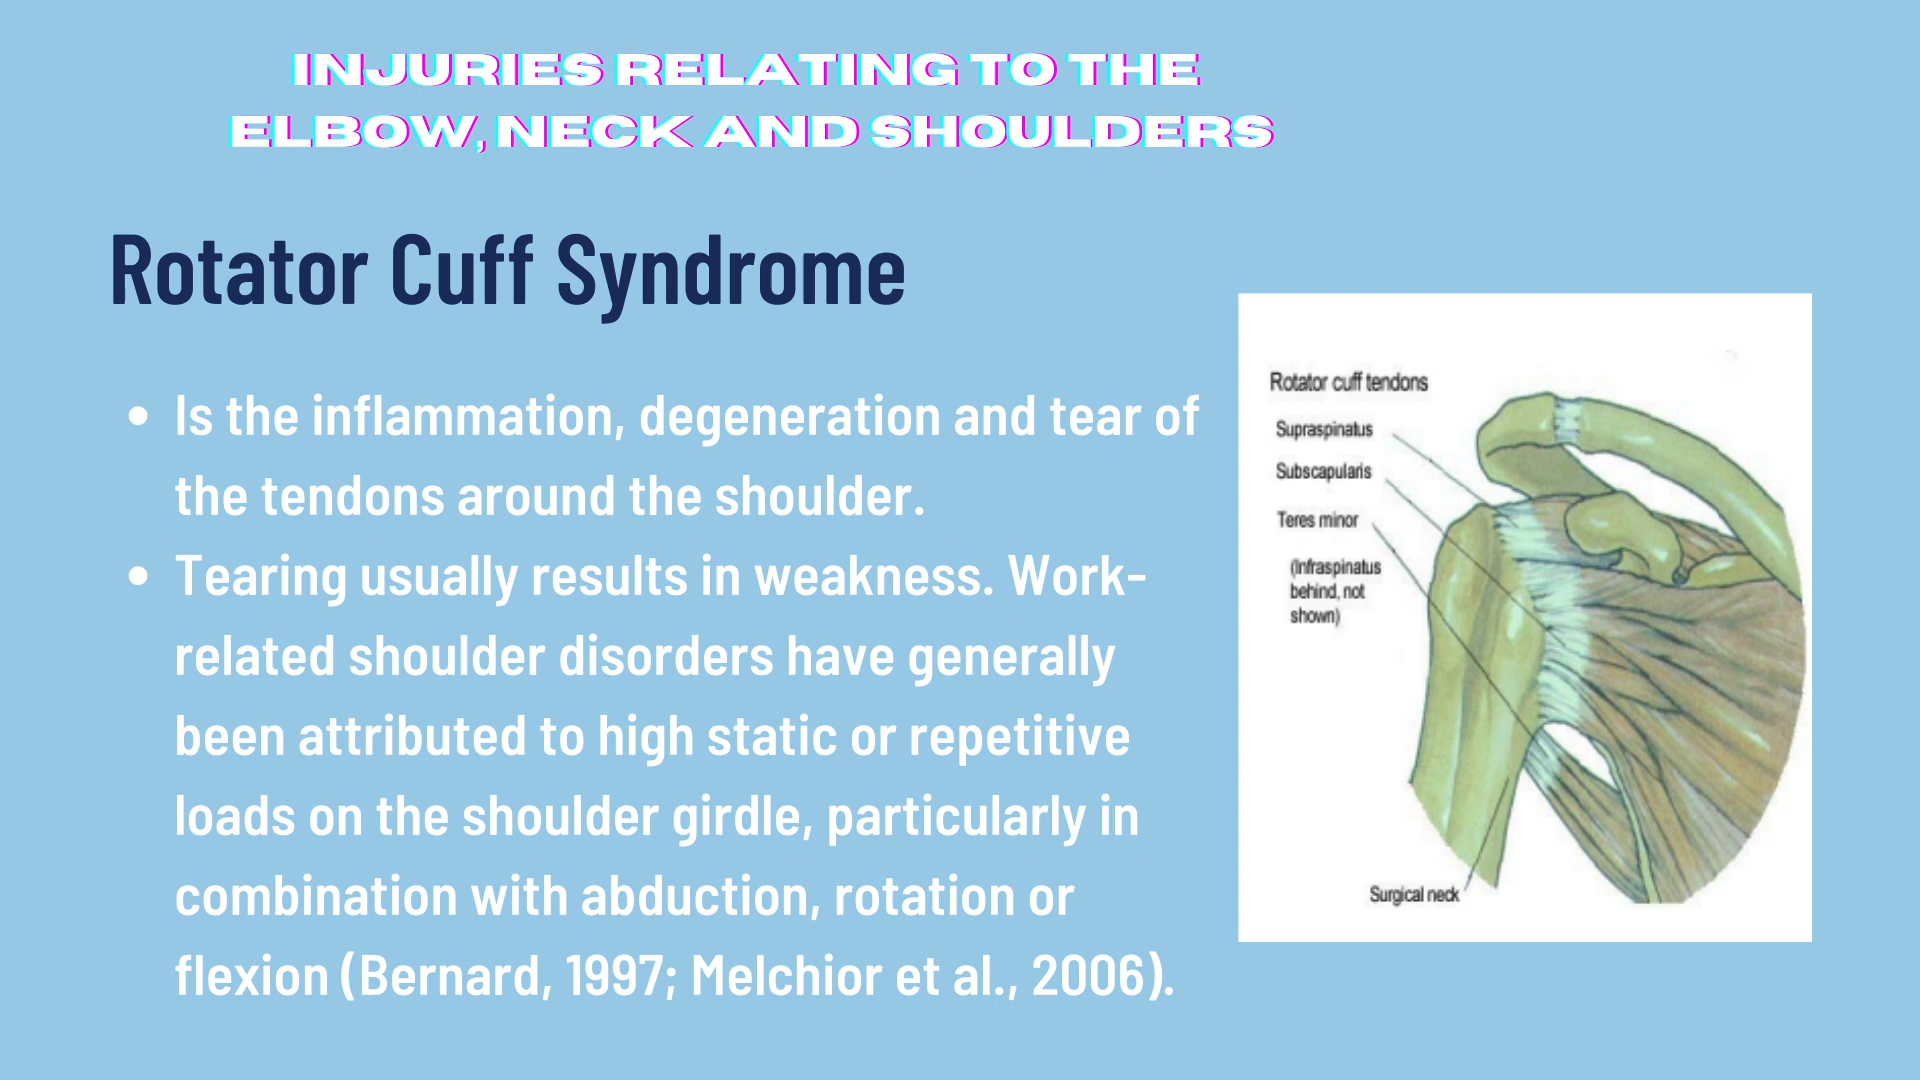 INJURIES RELATING TO THE
ELBOW, NECK AND SHOULDERS
Rotator Cuff Syndrome
• Is the inflammation, degeneration and tear of
the tendons around the shoulder.
• Tearing usually results in weakness. Work-
related shoulder disorders have generally
been attributed to high static or repetitive
loads on the shoulder girdle, particularly in
combination with abduction, rotation or
flexion (Bernard, 1997; Melchior et al., 2006).
Rotator cuff tendons
Supraspinatus
Subscapularis
Teres minor
(Infraspinatus
behind, not
shown)
Surgical neck